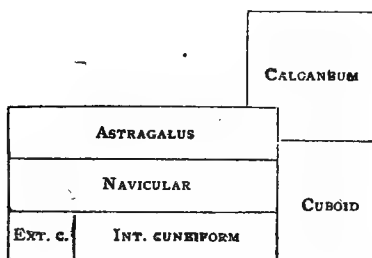 CALCANEUM
ASTRAGALUS
NAVICULAR
CUBOID
EXT. C. INT. CUNEIFORM